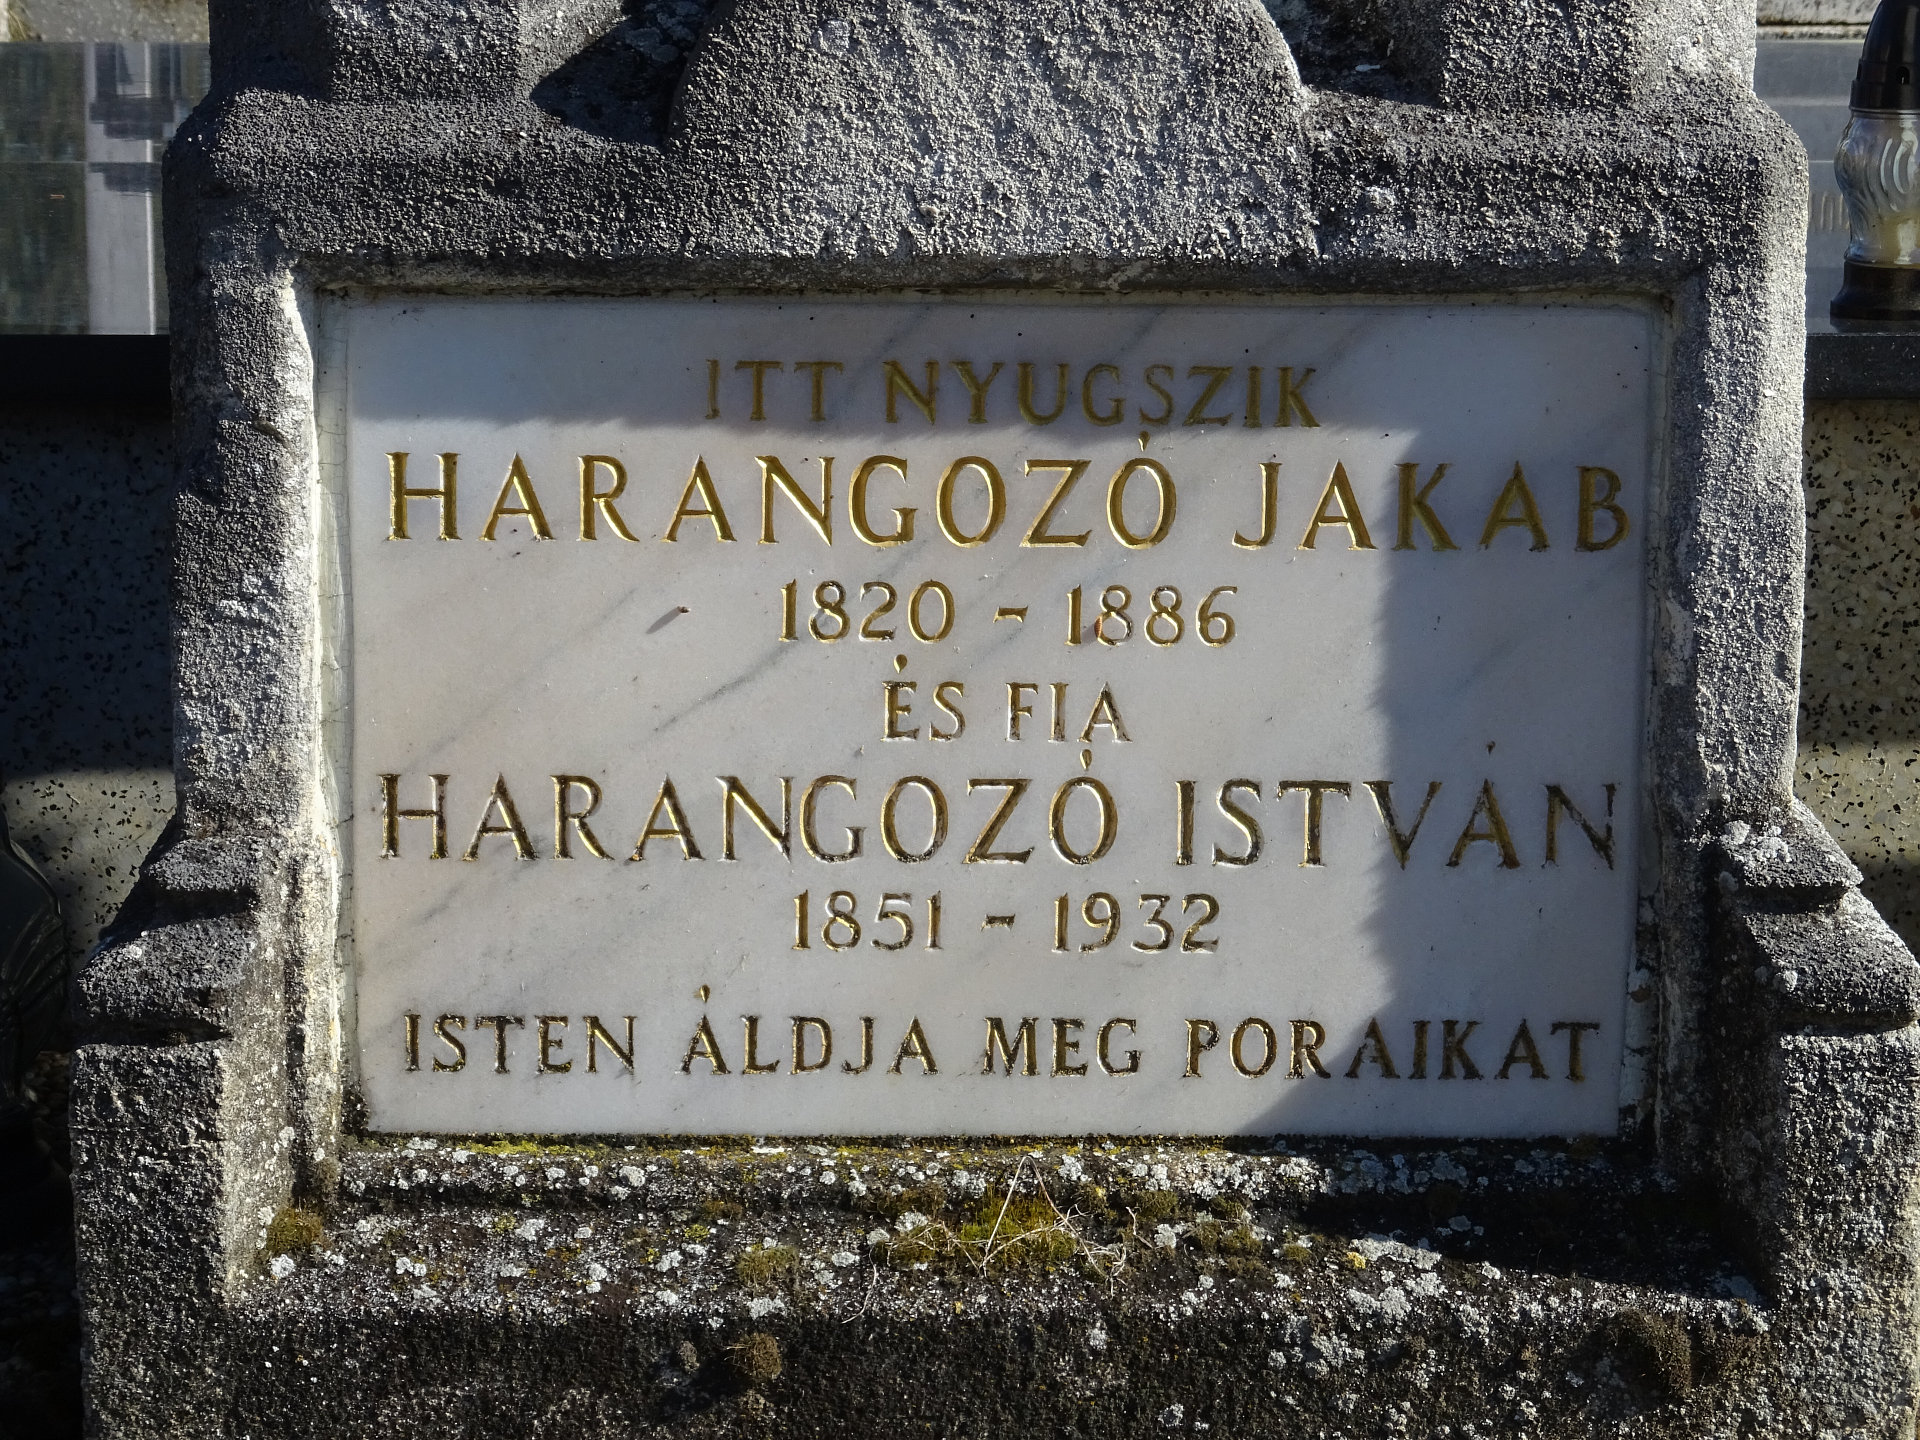 ITT NYUGSZIK
HARANGOZÓ JAKAB
1820 - 1886
ÉS FIA
HARANGOZÓ ISTVÁN
1851 - 1932
ISTEN ÁLDJA MEG PORAIKAT